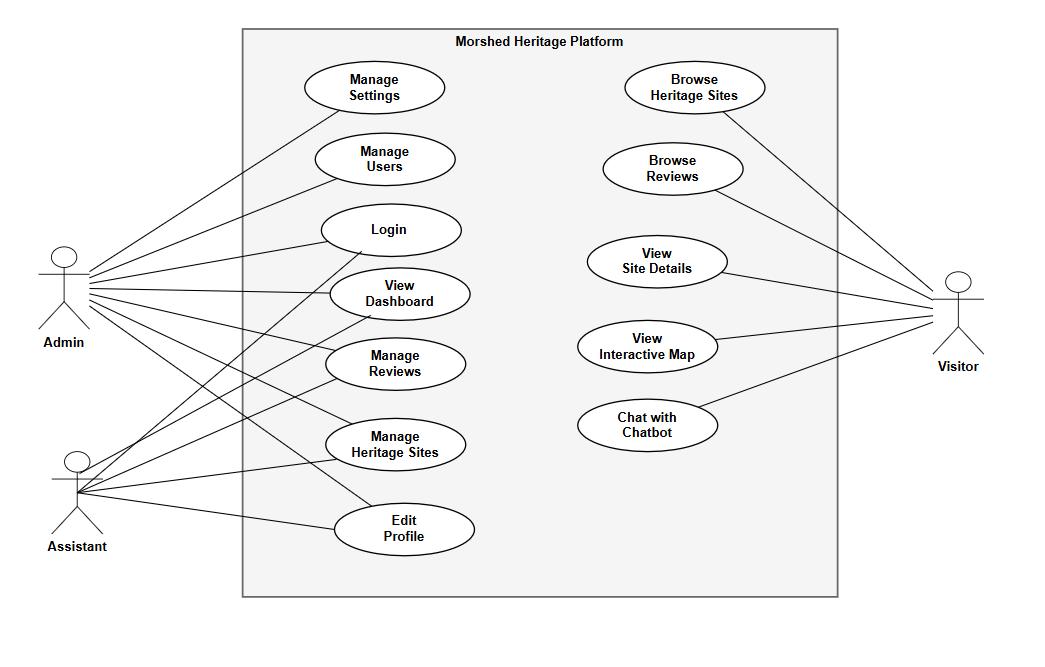 Morshed Heritage Platform
Manage
Settings
Manage
Users
Login
View
Dashboard
Manage
Reviews
Manage
Heritage Sites
Edit
Profile
Browse
Heritage Sites
Browse
Reviews
View
Site Details
View
Interactive Map
Chat with
Chatbot
Admin
Assistant
Visitor